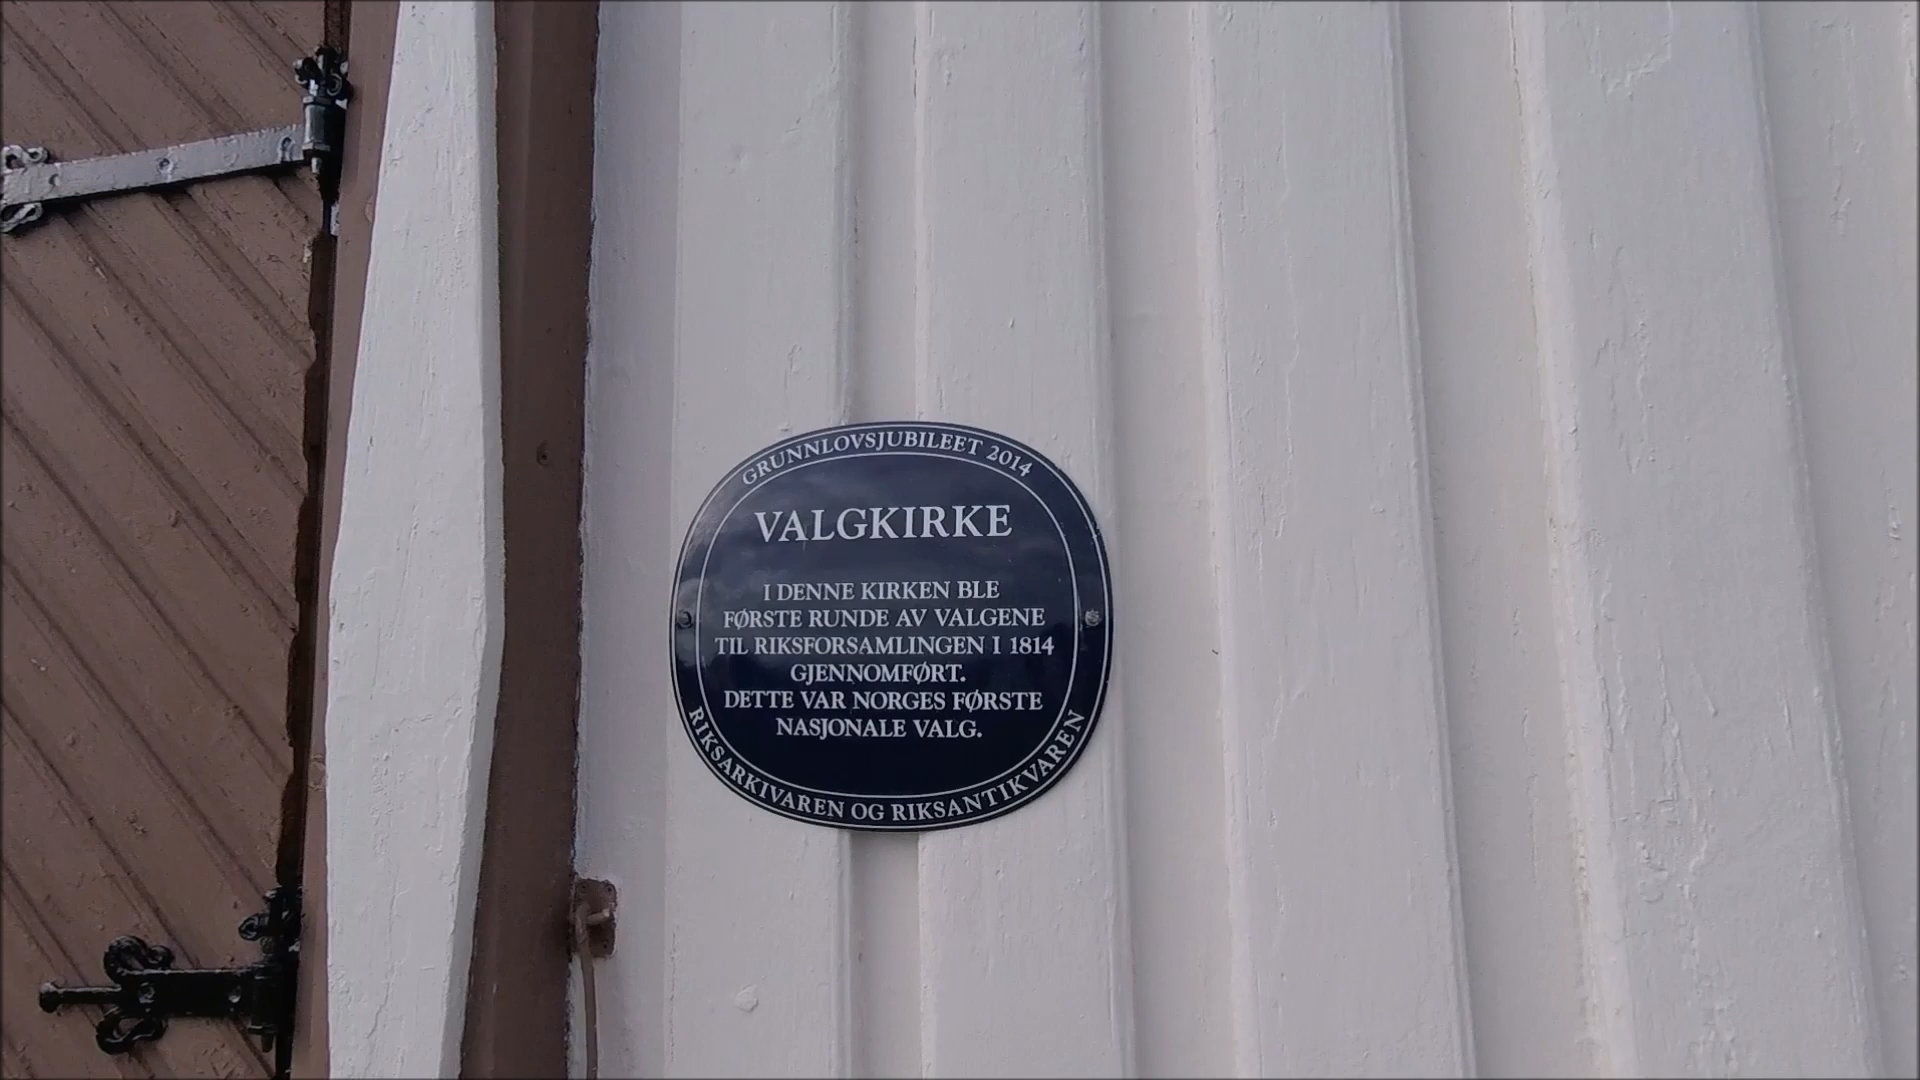 GRUNNLOVSJUBILEET 2014
VALGKIRKE
I DENNE KIRKEN BLE
FØRSTE RUNDE AV VALGENE
TIL RIKSFORSAMLINGEN I 1814
GJENNOMFØRT.
DETTE VAR NORGES FØRSTE
NASJONALE VALG.
RIKSARKIVAREN OG RIKSANTIKVAREN